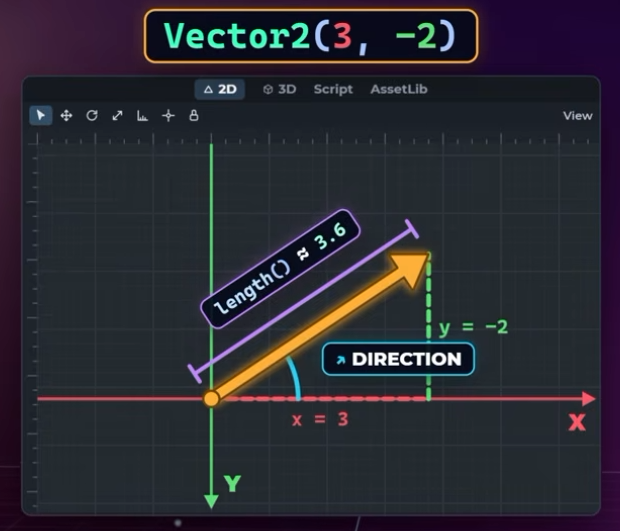 Vector2(3, −2)
2D 3D Script AssetLib
View
length() ≈ 3.6
y = −2
DIRECTION
x = 3
X
Y